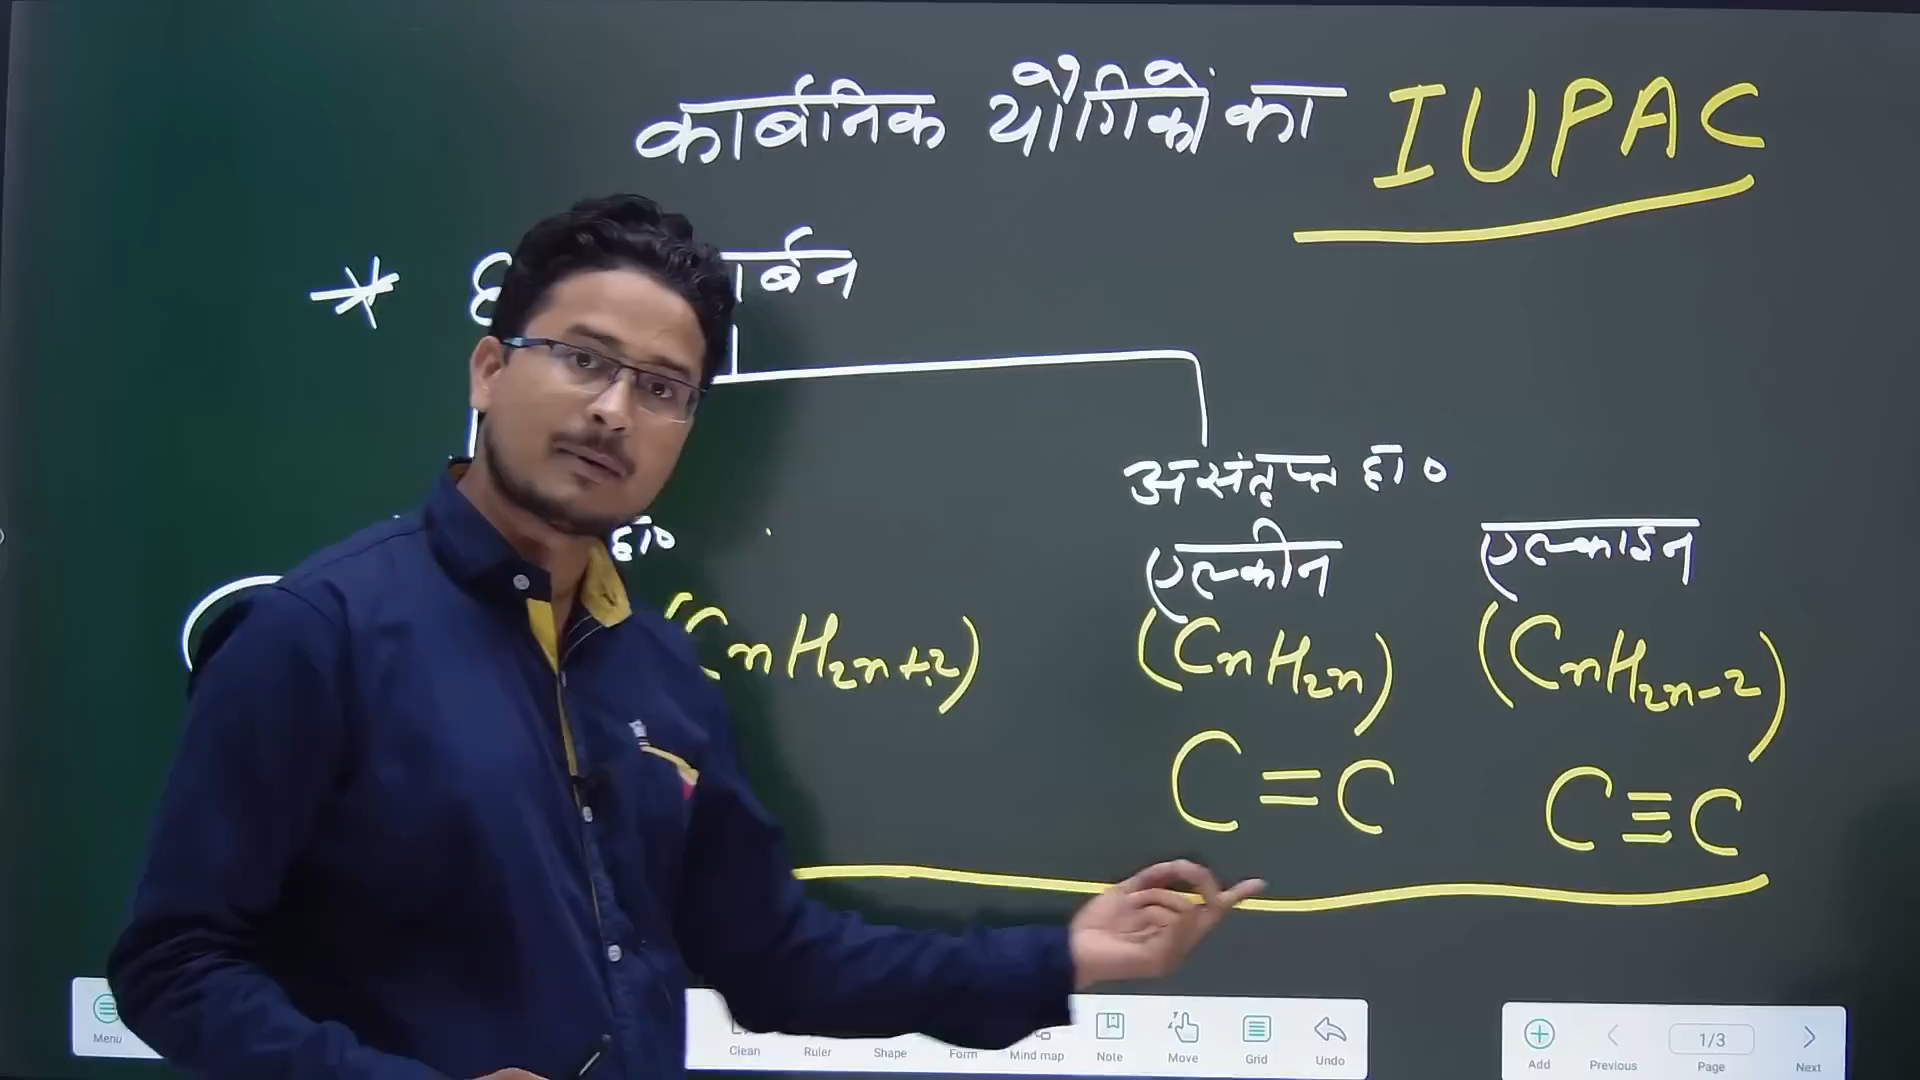 कार्बनिक यौगिकों का IUPAC
असंतृप्त हा०
हा०
एल्कीन एल्काइन
(CnH2n+2) (CnH2n) (CnH2n-2)
C=C C≡C
Menu Clean Ruler Shape Form Mind map Note Move Grid Undo Add Previous 1/3 Page Next